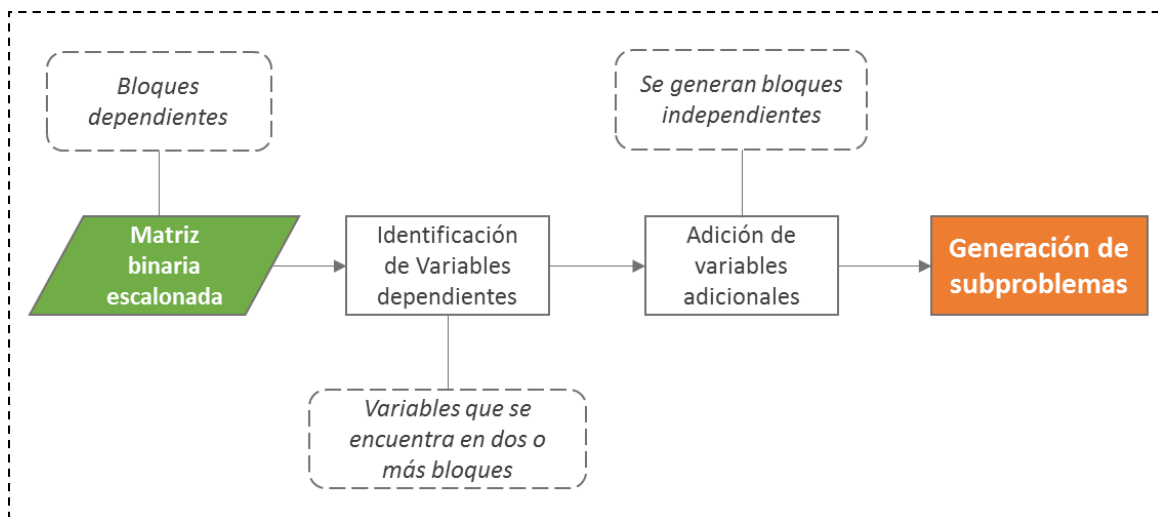 Bloques
dependientes
Se generan bloques
independientes
Matriz
binaria
escalonada
Identificación
de Variables
dependientes
Adición de
variables
adicionales
Generación de
subproblemas
Variables que se
encuentra en dos o
más bloques